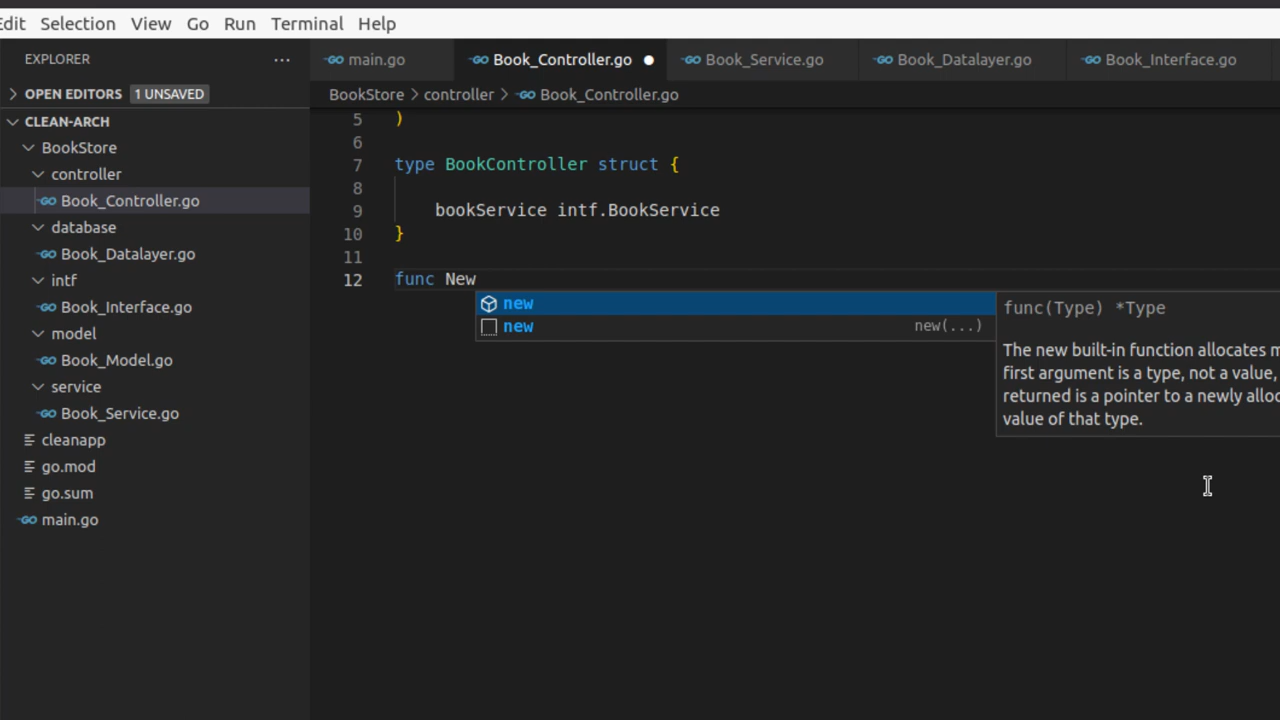 Edit Selection View Go Run Terminal Help
EXPLORER ...
main.go Book_Controller.go Book_Service.go Book_Datalayer.go Book_Interface.go
OPEN EDITORS 1 UNSAVED
BookStore > controller > Book_Controller.go
CLEAN-ARCH
BookStore
controller
Book_Controller.go
database
Book_Datalayer.go
intf
Book_Interface.go
model
Book_Model.go
service
Book_Service.go
cleanapp
go.mod
go.sum
main.go
5 )
6
7 type BookController struct {
8
9 bookService intf.BookService
10 }
11
12 func New
new
new new(...)
func(Type) *Type
The new built-in function allocates
first argument is a type, not a value,
returned is a pointer to a newly
value of that type.